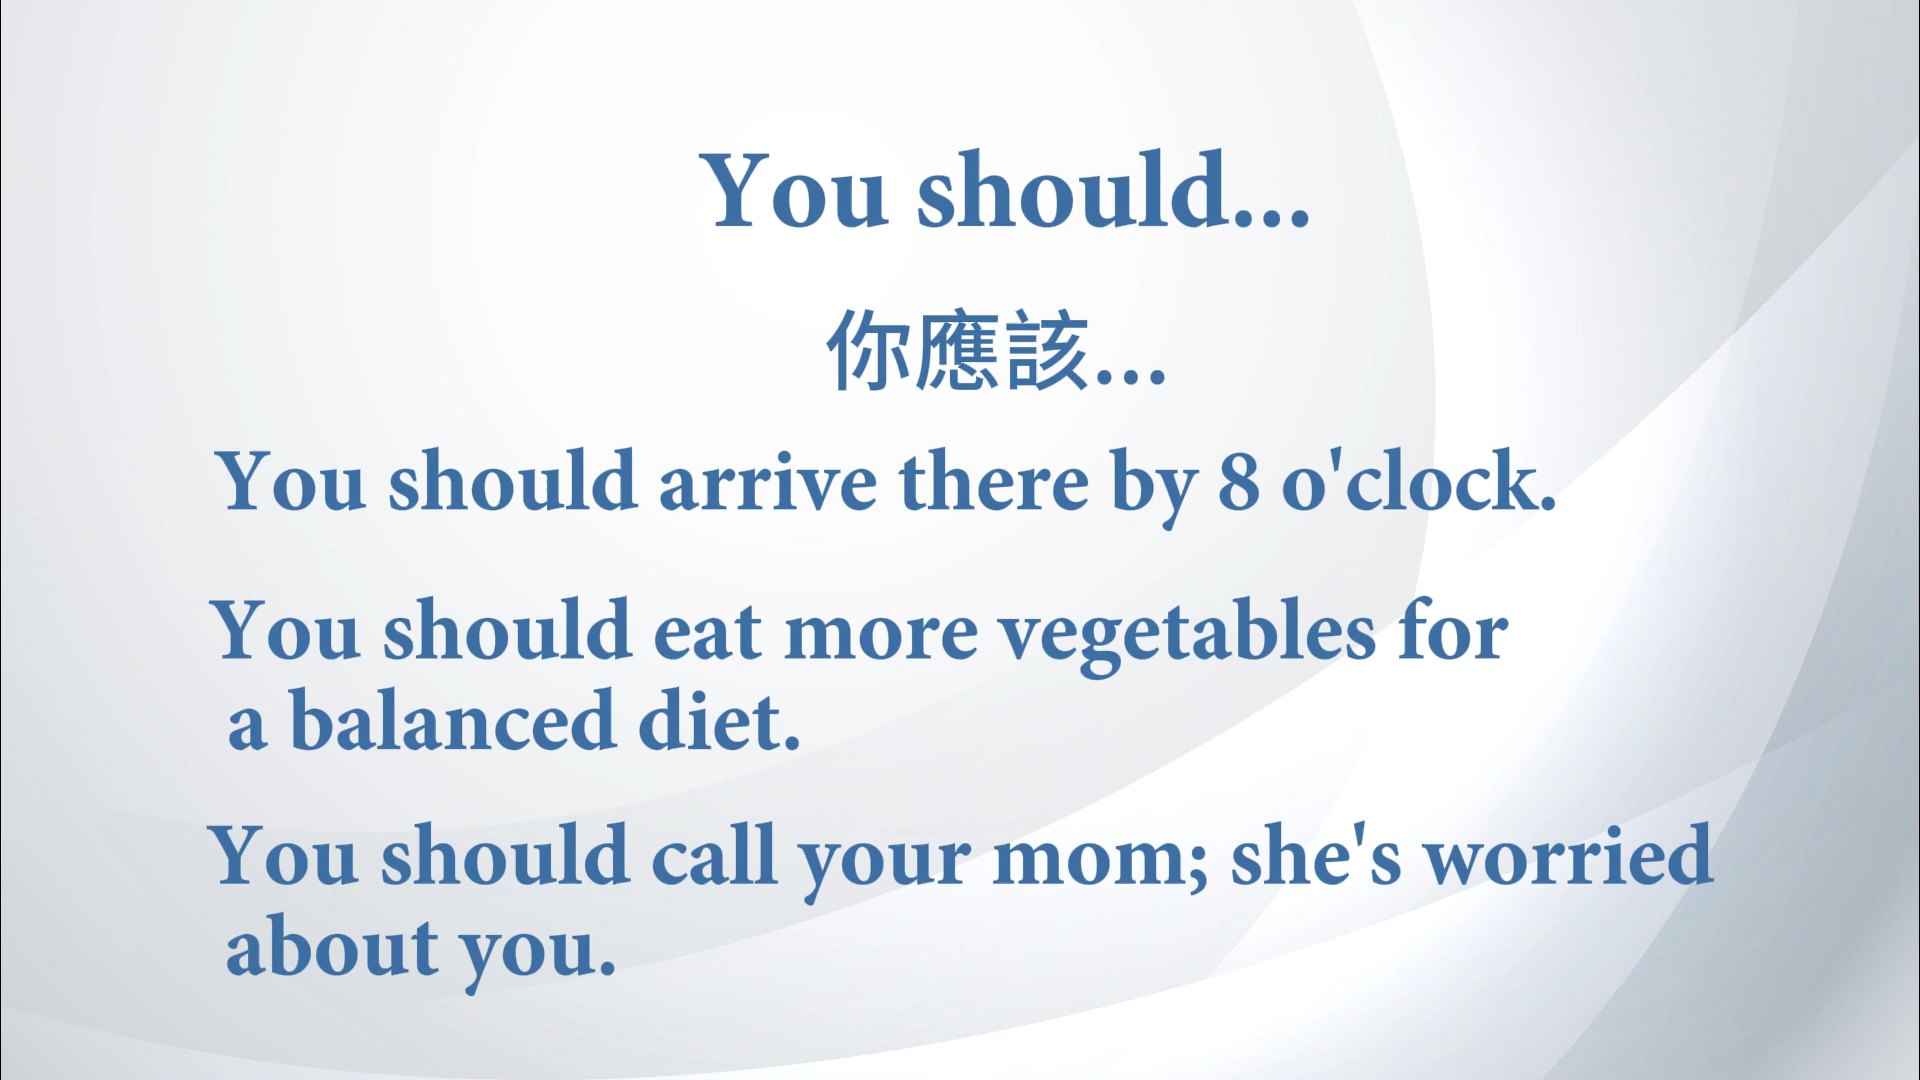 You should...
你應該...
You should arrive there by 8 o'clock.
You should eat more vegetables for
a balanced diet.
You should call your mom; she's worried
about you.